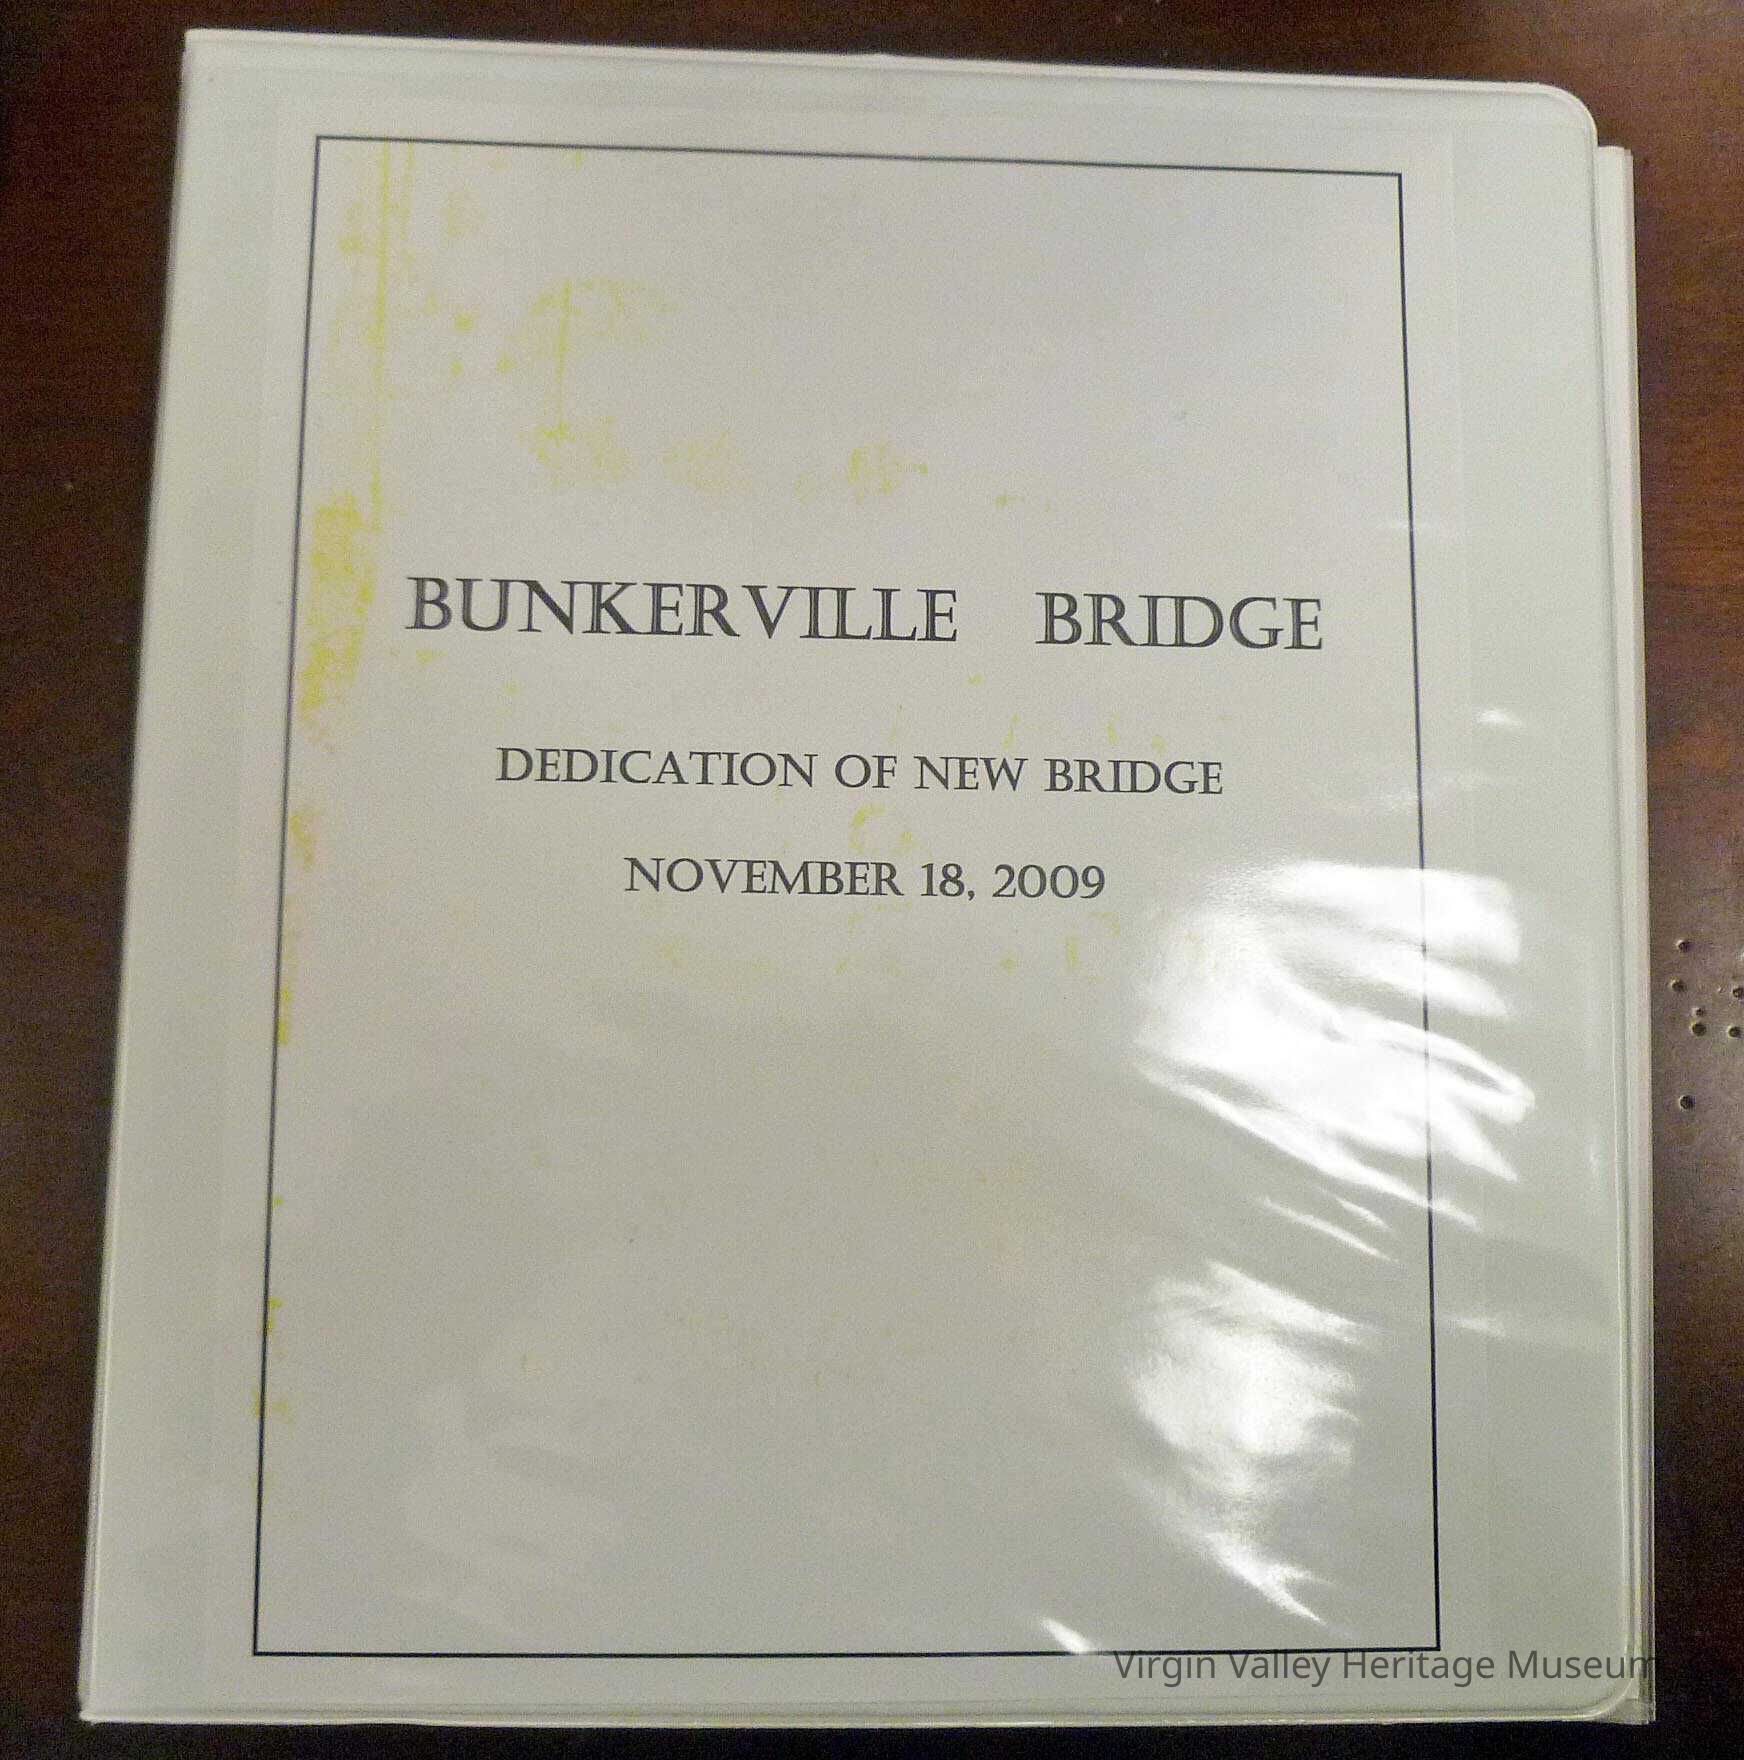 BUNKERVILLE BRIDGE
DEDICATION OF NEW BRIDGE
NOVEMBER 18, 2009
Virgin Valley Heritage Museum